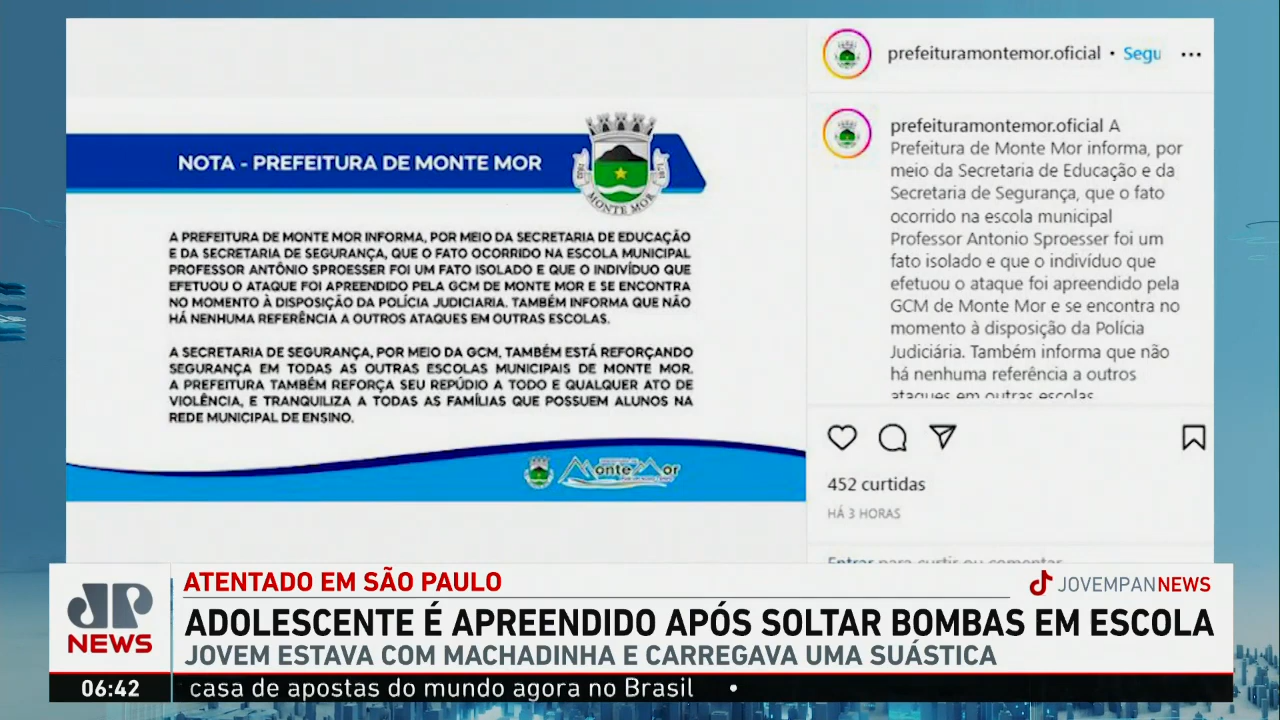 NOTA - PREFEITURA DE MONTE MOR
MONTE MOR
A PREFEITURA DE MONTE MOR INFORMA, POR MEIO DA SECRETARIA DE EDUCAÇÃO
E DA SECRETARIA DE SEGURANÇA, QUE O FATO OCORRIDO NA ESCOLA MUNICIPAL
PROFESSOR ANTÔNIO SPROESSER FOI UM FATO ISOLADO E QUE O INDIVÍDUO QUE
EFETUOU O ATAQUE FOI APREENDIDO PELA GCM DE MONTE MOR E SE ENCONTRA
NO MOMENTO À DISPOSIÇÃO DA POLÍCIA JUDICIARIA. TAMBÉM INFORMA QUE NÃO
HÁ NENHUMA REFERÊNCIA A OUTROS ATAQUES EM OUTRAS ESCOLAS.
A SECRETARIA DE SEGURANÇA, POR MEIO DA GCM, TAMBÉM ESTÁ REFORÇANDO
SEGURANÇA EM TODAS AS OUTRAS ESCOLAS MUNICIPAIS DE MONTE MOR.
A PREFEITURA TAMBÉM REFORÇA SEU REPÚDIO A TODO E QUALQUER ATO DE
VIOLÊNCIA, E TRANQUILIZA A TODAS AS FAMÍLIAS QUE POSSUEM ALUNOS NA
REDE MUNICIPAL DE ENSINO.
Monte Mor
prefeituramontemor.oficial • Segu
prefeituramontemor.oficial A
Prefeitura de Monte Mor informa, por
meio da Secretaria de Educação e da
Secretaria de Segurança, que o fato
ocorrido na escola municipal
Professor Antonio Sproesser foi um
fato isolado e que o indivíduo que
efetuou o ataque foi apreendido pela
GCM de Monte Mor e se encontra no
momento à disposição da Polícia
Judiciária. Também informa que não
há nenhuma referência a outros
ataques em outras escolas
452 curtidas
HÁ 3 HORAS
Entrar para curtir ou comentar
ATENTADO EM SÃO PAULO
JOVEMPANNEWS
JP
NEWS
ADOLESCENTE É APREENDIDO APÓS SOLTAR BOMBAS EM ESCOLA
JOVEM ESTAVA COM MACHADINHA E CARREGAVA UMA SUÁSTICA
06:42
casa de apostas do mundo agora no Brasil •